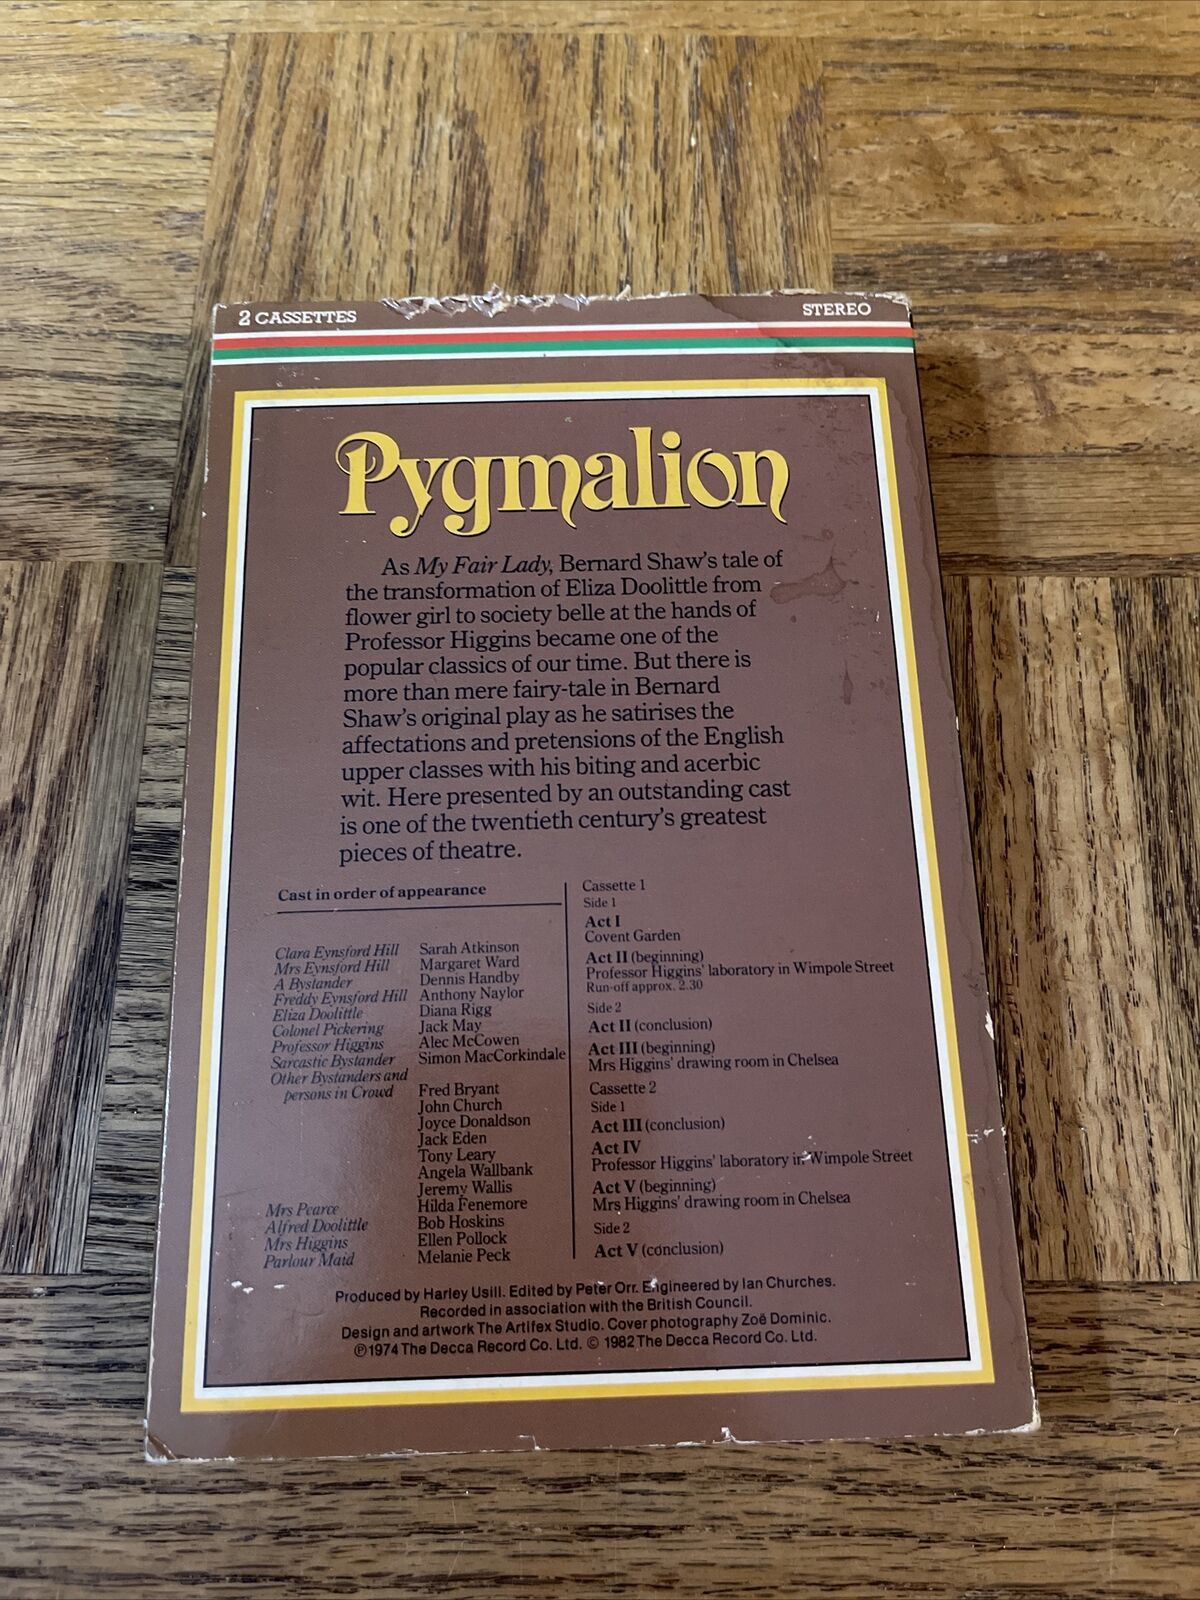 2 CASSETTES STEREO
Pygmalion
As My Fair Lady, Bernard Shaw's tale of
the transformation of Eliza Doolittle from
flower girl to society belle at the hands of
Professor Higgins became one of the
popular classics of our time. But there is
more than mere fairy-tale in Bernard
Shaw's original play as he satirises the
affectations and pretensions of the English
upper classes with his biting and acerbic
wit. Here presented by an outstanding cast
is one of the twentieth century's greatest
pieces of theatre.
Cast in order of appearance
Clara Eynsford Hill Sarah Atkinson
Mrs Eynsford Hill Margaret Ward
A Bystander Dennis Handby
Freddy Eynsford Hill Anthony Naylor
Eliza Doolittle Diana Rigg
Colonel Pickering Jack May
Professor Higgins Alec McCowen
Sarcastic Bystander Simon MacCorkindale
Other Bystanders and
persons in Crowd Fred Bryant
John Church
Joyce Donaldson
Jack Eden
Tony Leary
Angela Wallbank
Jeremy Wallis
Mrs Pearce Hilda Fenemore
Alfred Doolittle Bob Hoskins
Mrs Higgins Ellen Pollock
Parlour Maid Melanie Peck
Cassette 1
Side 1
Act I
Covent Garden
Act II (beginning)
Professor Higgins' laboratory in Wimpole Street
Run-off approx. 2.30
Side 2
Act II (conclusion)
Act III (beginning)
Mrs Higgins' drawing room in Chelsea
Cassette 2
Side 1
Act III (conclusion)
Act IV
Professor Higgins' laboratory in Wimpole Street
Act V (beginning)
Mrs Higgins' drawing room in Chelsea
Side 2
Act V (conclusion)
Produced by Harley Usill. Edited by Peter Orr. Engineered by Ian Churches.
Recorded in association with the British Council.
Design and artwork The Artifex Studio. Cover photography Zoë Dominic.
℗ 1974 The Decca Record Co. Ltd. © 1982 The Decca Record Co. Ltd.